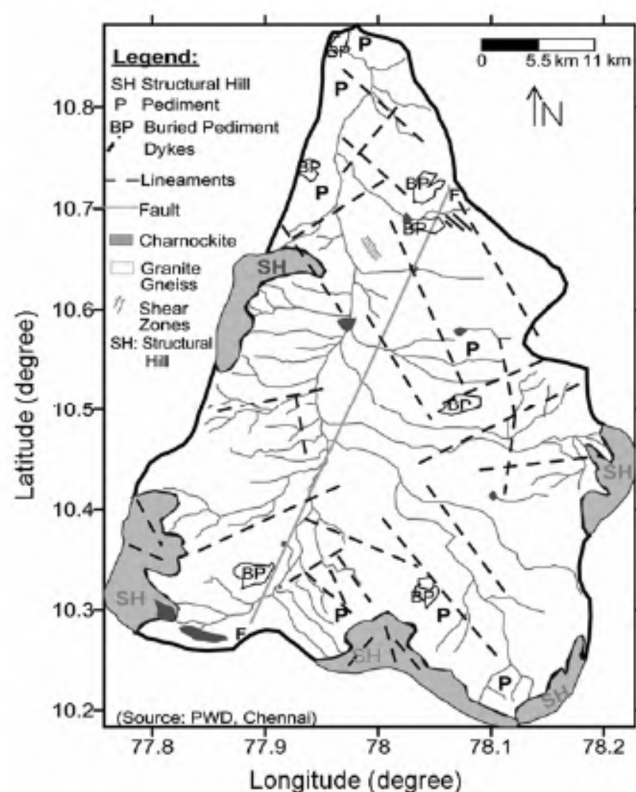 Legend:
SH Structural Hill
P Pediment
BP Buried Pediment
Dykes
Lineaments
Fault
Charnockite
Granite
Gneiss
Shear
Zones
SH: Structural
Hill
0 5.5 km 11 km
N
BP P
P
BP
P
BP
F
BP
SH
P
BP
SH
BP
BP
P
P
SH
F
SH
P
SH
(Source: PWD, Chennai)
10.8
10.7
10.6
10.5
10.4
10.3
10.2
Latitude (degree)
77.8 77.9 78 78.1 78.2
Longitude (degree)